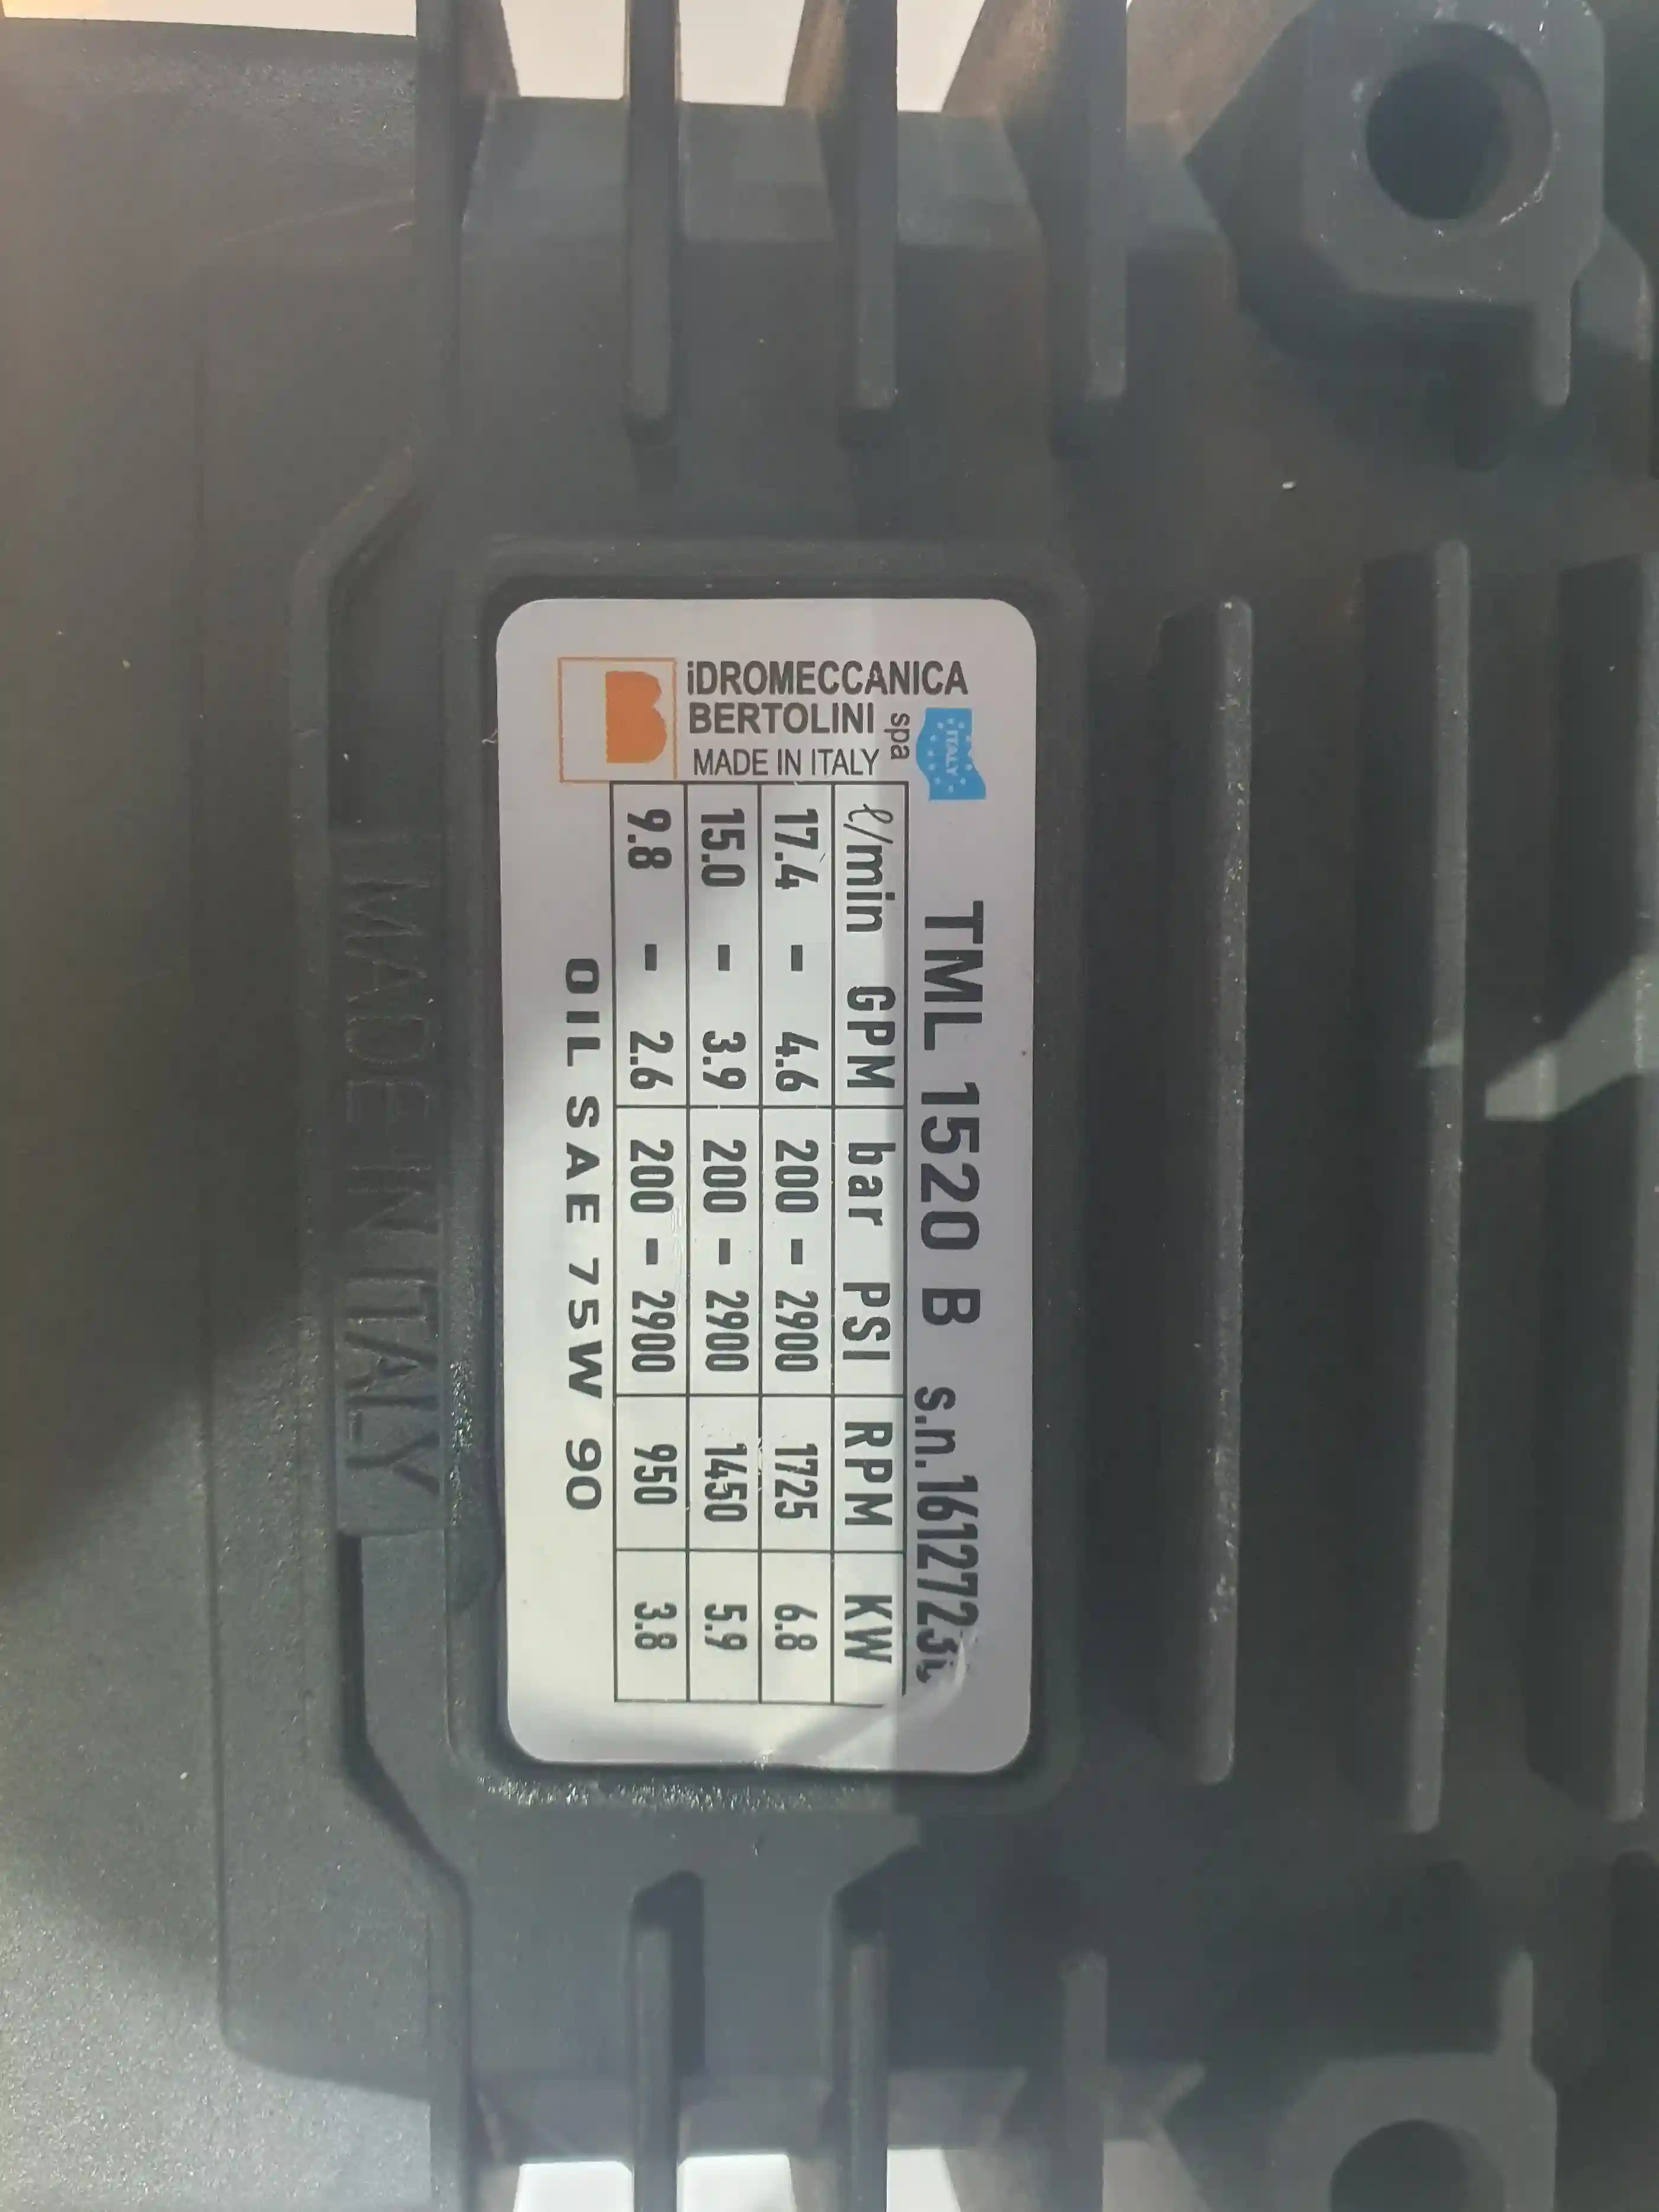 iDROMECCANICA
BERTOLINI spa
MADE IN ITALY
ITALY
TML 1520 B s.n.1612723
ℓ/min GPM bar PSI RPM KW
17.4 - 4.6 200 - 2900 1725 6.8
15.0 - 3.9 200 - 2900 1450 5.9
9.8 - 2.6 200 - 2900 950 3.8
OIL SAE 75W 90
MADE IN ITALY